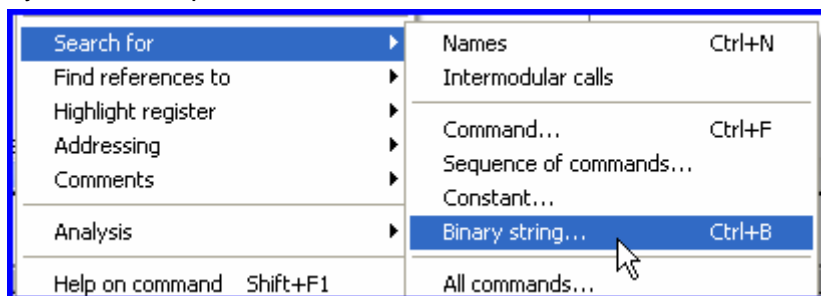 Search for
Find references to
Highlight register
Addressing
Comments
Analysis
Help on command Shift+F1
Names Ctrl+N
Intermodular calls
Command... Ctrl+F
Sequence of commands...
Constant...
Binary string... Ctrl+B
All commands...